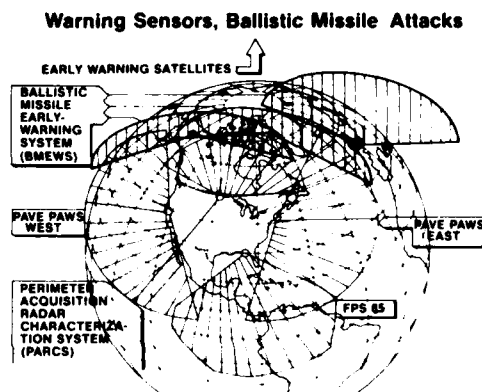 Warning Sensors, Ballistic Missile Attacks
EARLY WARNING SATELLITES
BALLISTIC
MISSILE
EARLY-
WARNING
SYSTEM
(BMEWS)
PAVE PAWS
WEST
PAVE PAWS
EAST
PERIMETER
ACQUISITION
RADAR
CHARACTERIZA-
TION SYSTEM
(PARCS)
FPS 85